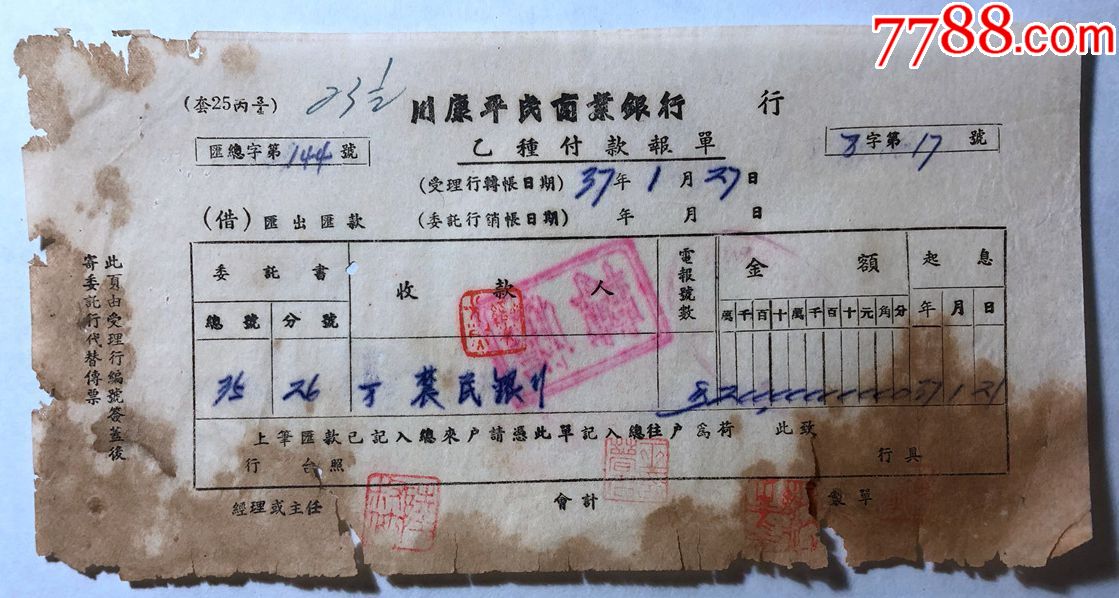 7788.com
(套25丙
23 1/2
川康平民商業銀行 行
乙種付款報單
匯總字第144號
字第17號
(受理行轉帳日期) 37年1月27日
(借)匯出匯款
(委託行銷帳日期) 年 月 日
委託書 收款人 電報號數 金額 起息
總號 分號 萬千百十萬千百十元角分 年月日
35 26 農民銀行
上筆匯款已記入總來戶請憑此單記入總往戶為荷 此致
行台照 行具
經理或主任 會計 製單
此頁由受理行編號簽蓋後
寄委託行代替傳票